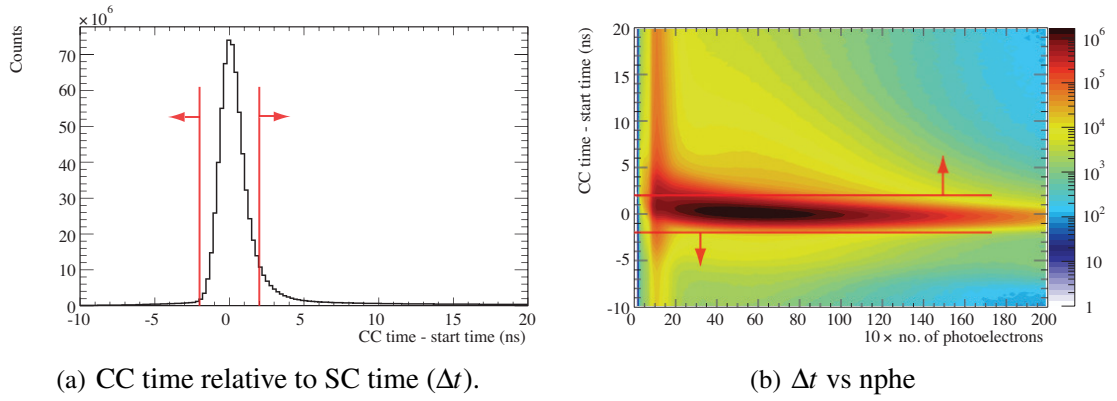 ×10⁶
Counts
70
60
50
40
30
20
10
0
-10 -5 0 5 10 15 20
CC time - start time (ns)
(a) CC time relative to SC time (Δt).
CC time - start time (ns)
20
15
10
5
0
-5
-10
0 20 40 60 80 100 120 140 160 180 200
10 × no. of photoelectrons
10⁶
10⁵
10⁴
10³
10²
10
1
(b) Δt vs nphe